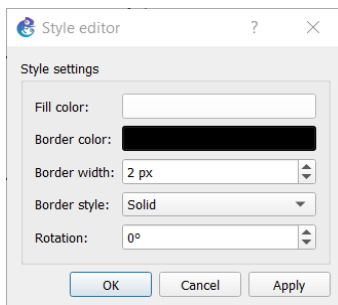 Style editor ?
Style settings
Fill color:
Border color:
Border width: 2 px
Border style: Solid
Rotation: 0°
OK Cancel Apply